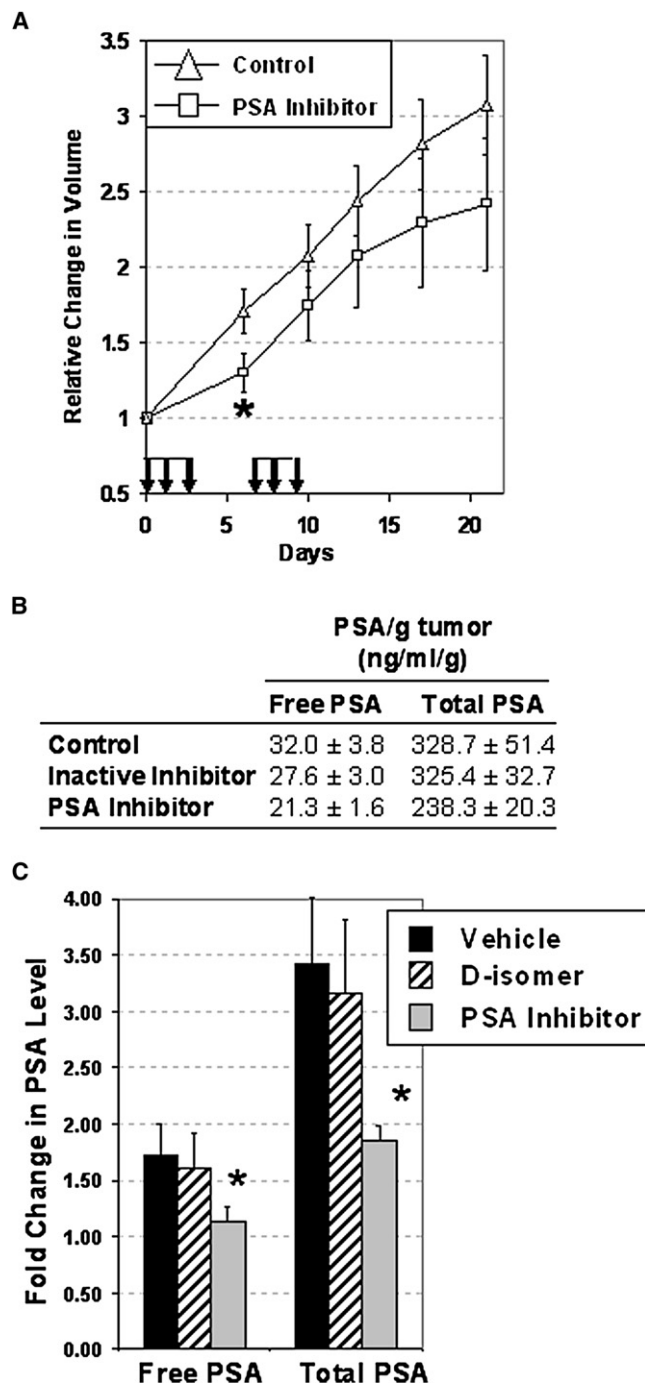 A
Control
PSA Inhibitor
3.5
3
2.5
2
1.5
1
0.5
Relative Change in Volume
*
0
5
10
15
20
Days
B
PSA/g tumor
(ng/ml/g)
Free PSA Total PSA
Control 32.0 ± 3.8 328.7 ± 51.4
Inactive Inhibitor 27.6 ± 3.0 325.4 ± 32.7
PSA Inhibitor 21.3 ± 1.6 238.3 ± 20.3
C
4.00
3.50
3.00
2.50
2.00
1.50
1.00
0.50
0.00
Fold Change in PSA Level
Vehicle
D-isomer
PSA Inhibitor
*
*
Free PSA Total PSA